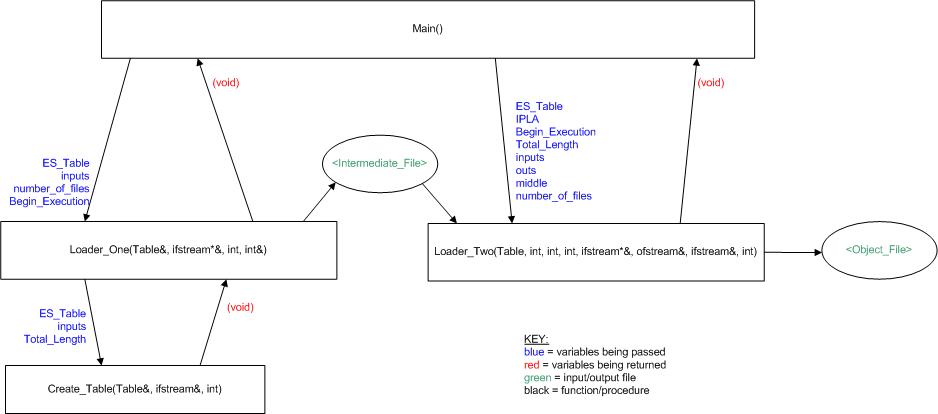 Main()
(void)
(void)
ES_Table
IPLA
Begin_Execution
Total_Length
inputs
outs
middle
number_of_files
<Intermediate_File>
ES_Table
inputs
number_of_files
Begin_Execution
Loader_One(Table&, ifstream*&, int, int&)
Loader_Two(Table, int, int, int, ifstream*&, ofstream&, ifstream&, int)
<Object_File>
ES_Table
inputs
Total_Length
(void)
Create_Table(Table&, ifstream&, int)
KEY:
blue = variables being passed
red = variables being returned
green = input/output file
black = function/procedure